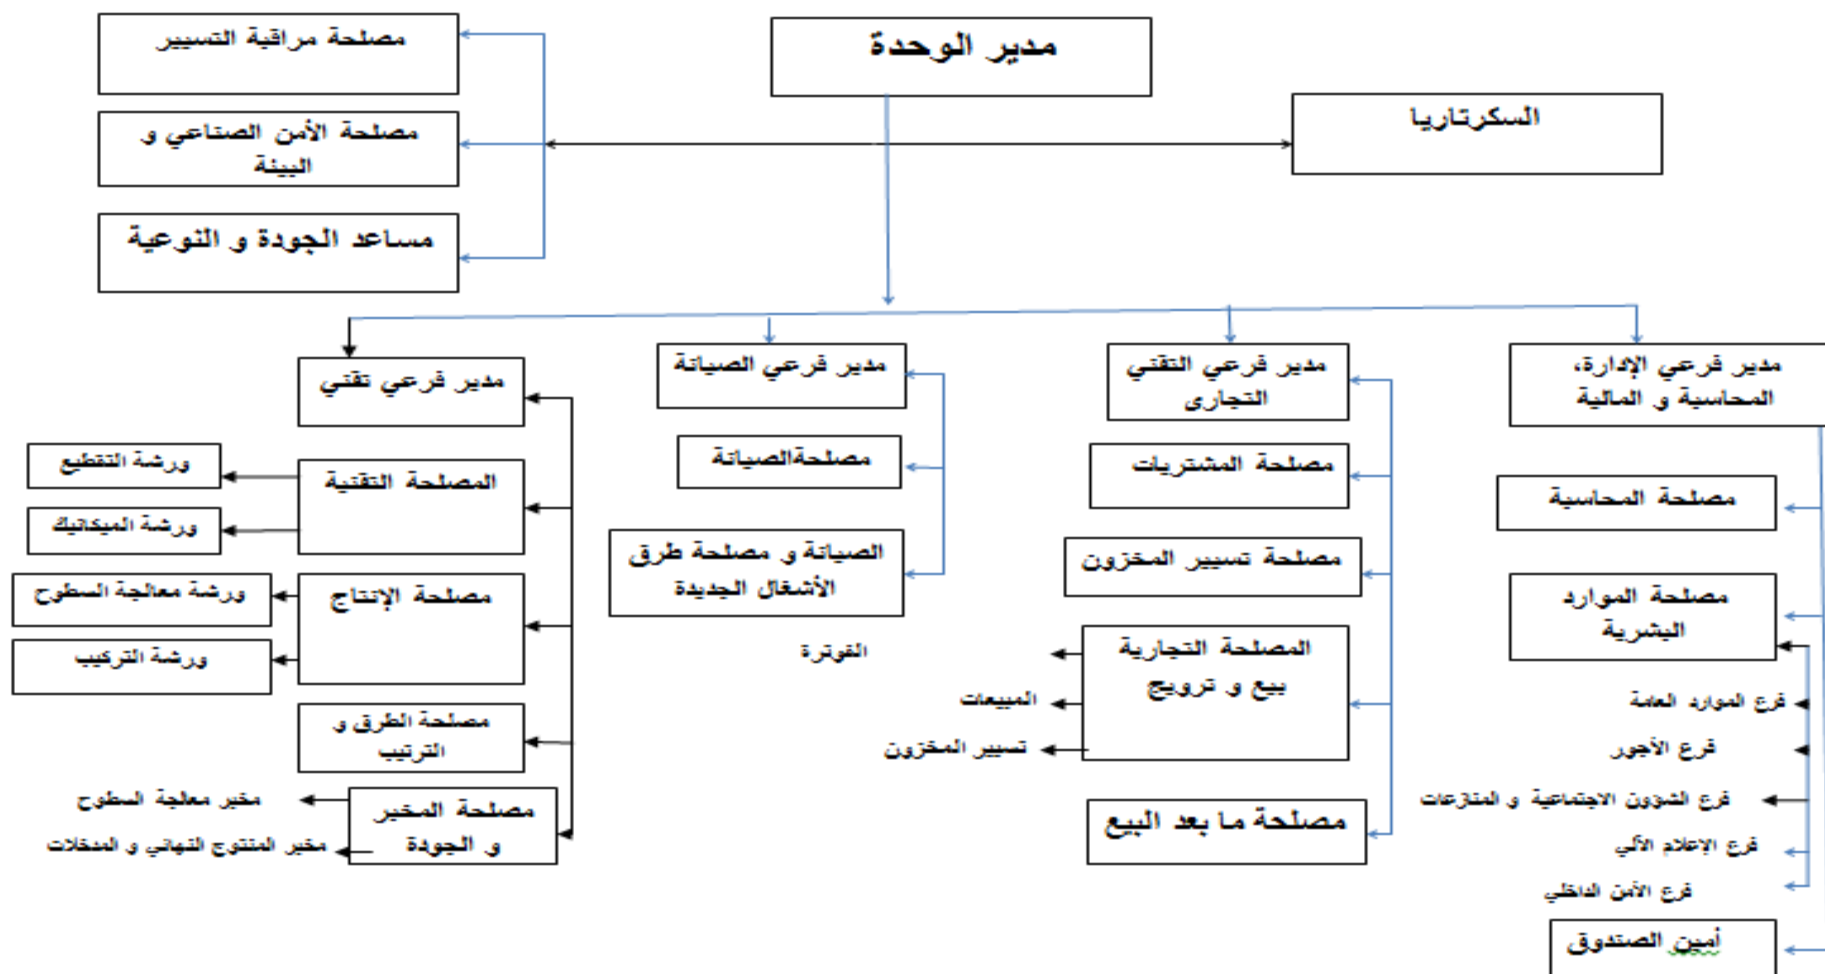 مدير الوحدة
السكرتاريا
مصلحة مراقبة التسيير
مصلحة الأمن الصناعي و
البيئة
مساعد الجودة و النوعية
مدير فرعي الإدارة،
المحاسبة و المالية
مصلحة المحاسبة
مصلحة الموارد
البشرية
فرع الموارد العامة
فرع الأجور
فرع الشؤون الاجتماعية و المنازعات
فرع الإعلام الآلي
فرع الأمن الداخلي
أمين الصندوق
مدير فرعي التقني
التجارى
مصلحة المشتريات
مصلحة تسيير المخزون
المصلحة التجارية
بيع و ترويج
الفوترة
المبيعات
تسيير المخزون
مصلحة ما بعد البيع
مدير فرعي الصيانة
مصلحةالصيانة
الصيانة و مصلحة طرق
الأشغال الجديدة
مدير فرعي تقني
المصلحة التقنية
ورشة التقطيع
ورشة الميكانيك
مصلحة الإنتاج
ورشة معالجة السطوح
ورشة التركيب
مصلحة الطرق و
الترتيب
مصلحة المخبر
و الجودة
مخبر معالجة السطوح
مخبر المنتوج النهائي و المدخلات